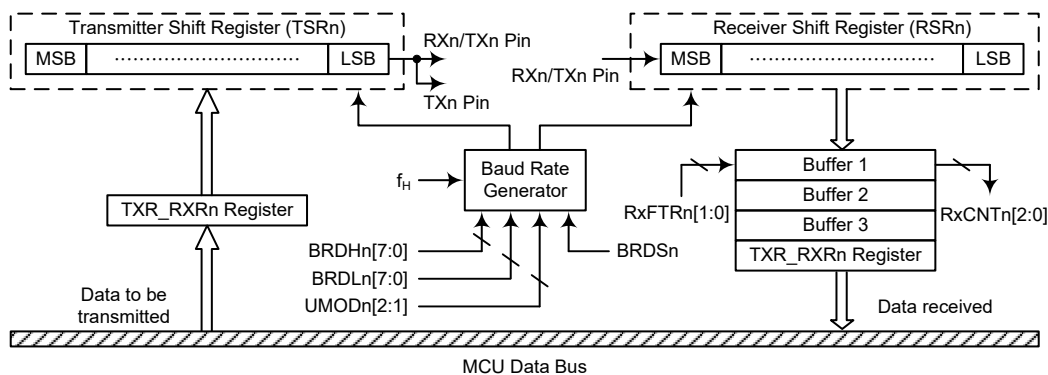 Transmitter Shift Register (TSRn)
MSB
LSB
RXn/TXn Pin
TXn Pin
Receiver Shift Register (RSRn)
RXn/TXn Pin
MSB
LSB
fH
Baud Rate
Generator
TXR_RXRn Register
BRDHn[7:0]
BRDLn[7:0]
UMODn[2:1]
BRDSn
RxFTRn[1:0]
Buffer 1
Buffer 2
Buffer 3
TXR_RXRn Register
RxCNTn[2:0]
Data to be
transmitted
Data received
MCU Data Bus